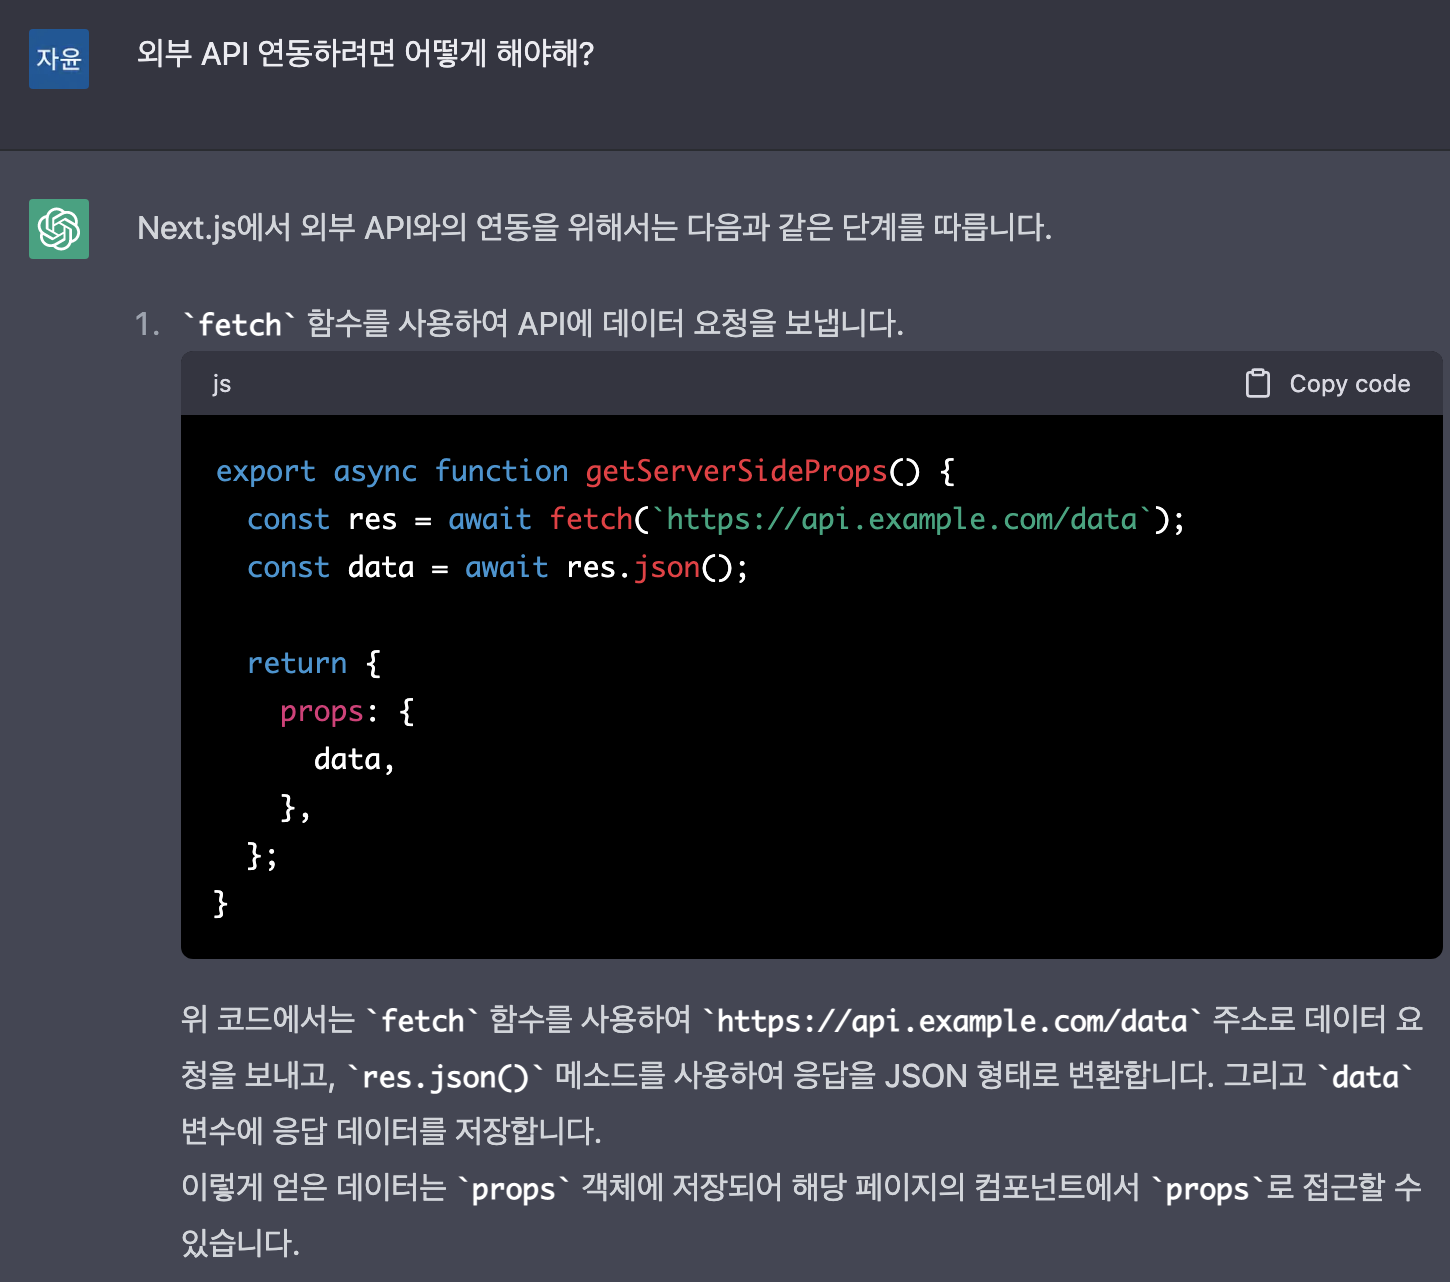 자윤
외부 API 연동하려면 어떻게 해야해?
Next.js에서 외부 API와의 연동을 위해서는 다음과 같은 단계를 따릅니다.
1. `fetch` 함수를 사용하여 API에 데이터 요청을 보냅니다.
js
Copy code
export async function getServerSideProps() {
  const res = await fetch(`https://api.example.com/data`);
  const data = await res.json();
  return {
    props: {
      data,
    },
  };
}
위 코드에서는 `fetch` 함수를 사용하여 `https://api.example.com/data` 주소로 데이터 요
청을 보내고, `res.json()` 메소드를 사용하여 응답을 JSON 형태로 변환합니다. 그리고 `data`
변수에 응답 데이터를 저장합니다.
이렇게 얻은 데이터는 `props` 객체에 저장되어 해당 페이지의 컴포넌트에서 `props`로 접근할 수
있습니다.